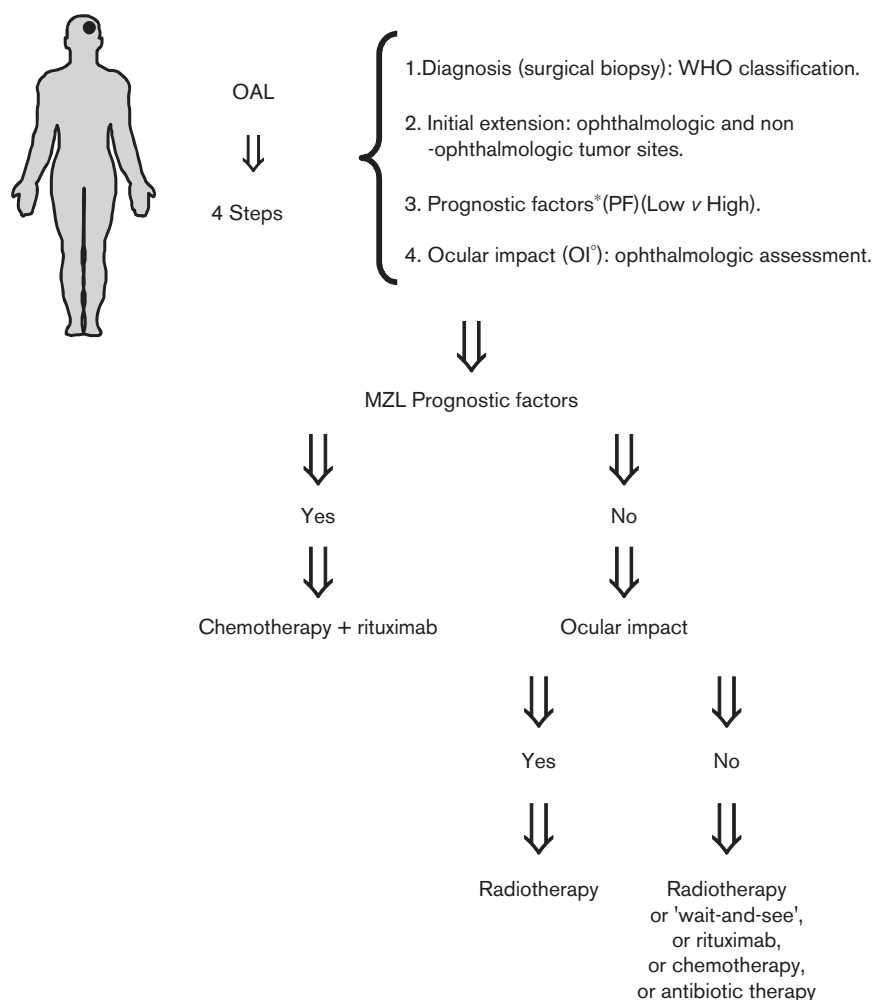 OAL
4 Steps
1.Diagnosis (surgical biopsy): WHO classification.
2. Initial extension: ophthalmologic and non
-ophthalmologic tumor sites.
3. Prognostic factors*(PF)(Low v High).
4. Ocular impact (OI°): ophthalmologic assessment.
MZL Prognostic factors
Yes
No
Chemotherapy + rituximab
Ocular impact
Yes
No
Radiotherapy
Radiotherapy
or 'wait-and-see',
or rituximab,
or chemotherapy,
or antibiotic therapy